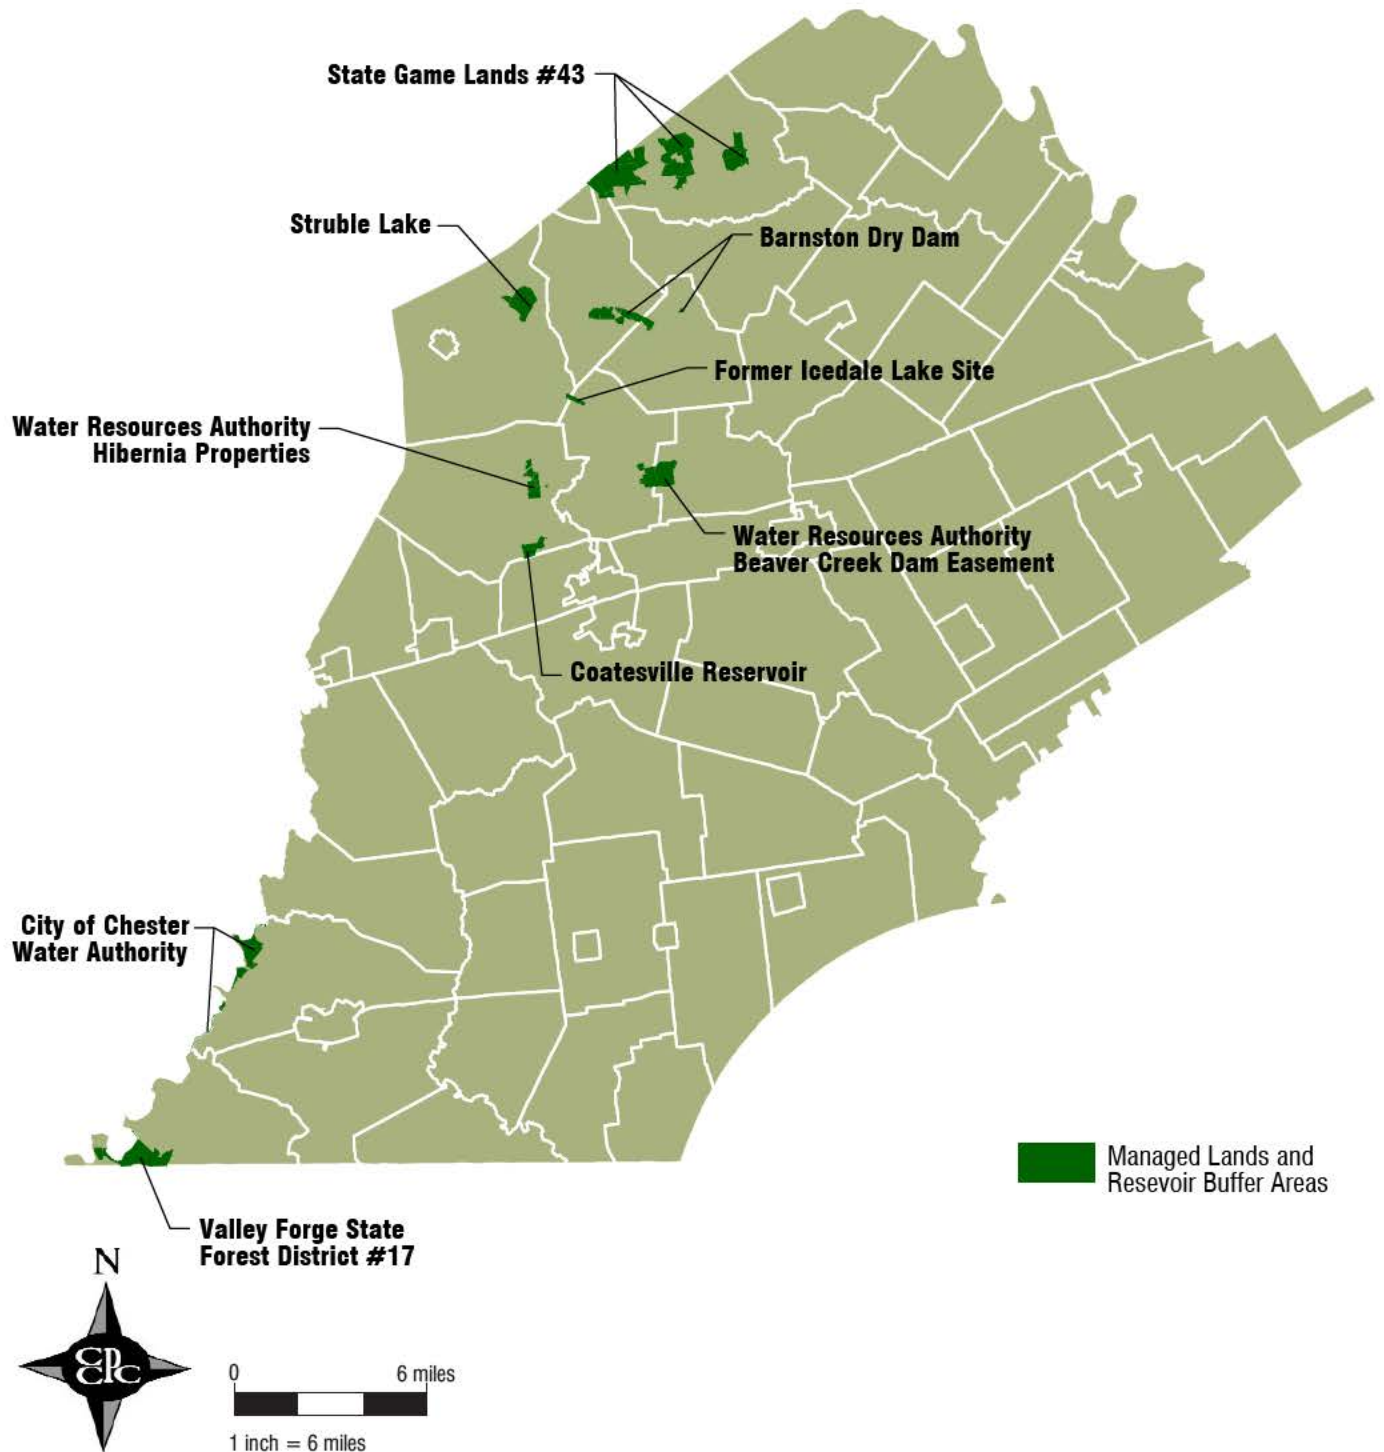 State Game Lands #43
Struble Lake
Barnston Dry Dam
Former Icedale Lake Site
Water Resources Authority
Hibernia Properties
Water Resources Authority
Beaver Creek Dam Easement
Coatesville Reservoir
City of Chester
Water Authority
Managed Lands and
Resevoir Buffer Areas
Valley Forge State
Forest District #17
N
CPC
0 6 miles
1 inch = 6 miles